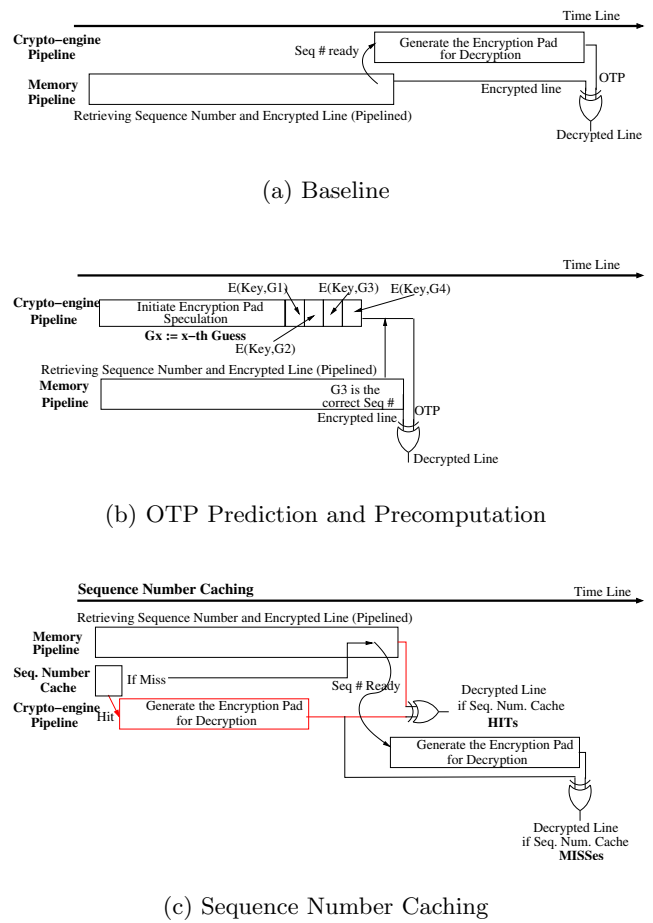 Time Line
Crypto−engine
Pipeline
Generate the Encryption Pad
for Decryption
Seq # ready
OTP
Memory
Pipeline
Encrypted line
Retrieving Sequence Number and Encrypted Line (Pipelined)
Decrypted Line
(a) Baseline
Time Line
E(Key,G1)
E(Key,G3)
E(Key,G4)
Crypto−engine
Pipeline
Initiate Encryption Pad
Speculation
Gx := x−th Guess
E(Key,G2)
Retrieving Sequence Number and Encrypted Line (Pipelined)
Memory
Pipeline
G3 is the
correct Seq #
Encrypted line
OTP
Decrypted Line
(b) OTP Prediction and Precomputation
Sequence Number Caching
Time Line
Retrieving Sequence Number and Encrypted Line (Pipelined)
Memory
Pipeline
Seq. Number
Cache
If Miss
Seq # Ready
Crypto−engine
Pipeline
Hit
Generate the Encryption Pad
for Decryption
Decrypted Line
if Seq. Num. Cache
HITs
Generate the Encryption Pad
for Decryption
Decrypted Line
if Seq. Num. Cache
MISSes
(c) Sequence Number Caching